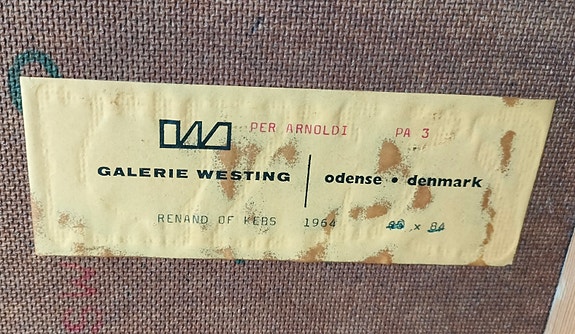 PER ARNOLDI PA 3
GALERIE WESTING odense • denmark
RENAND OF KEBS 1964 x 84